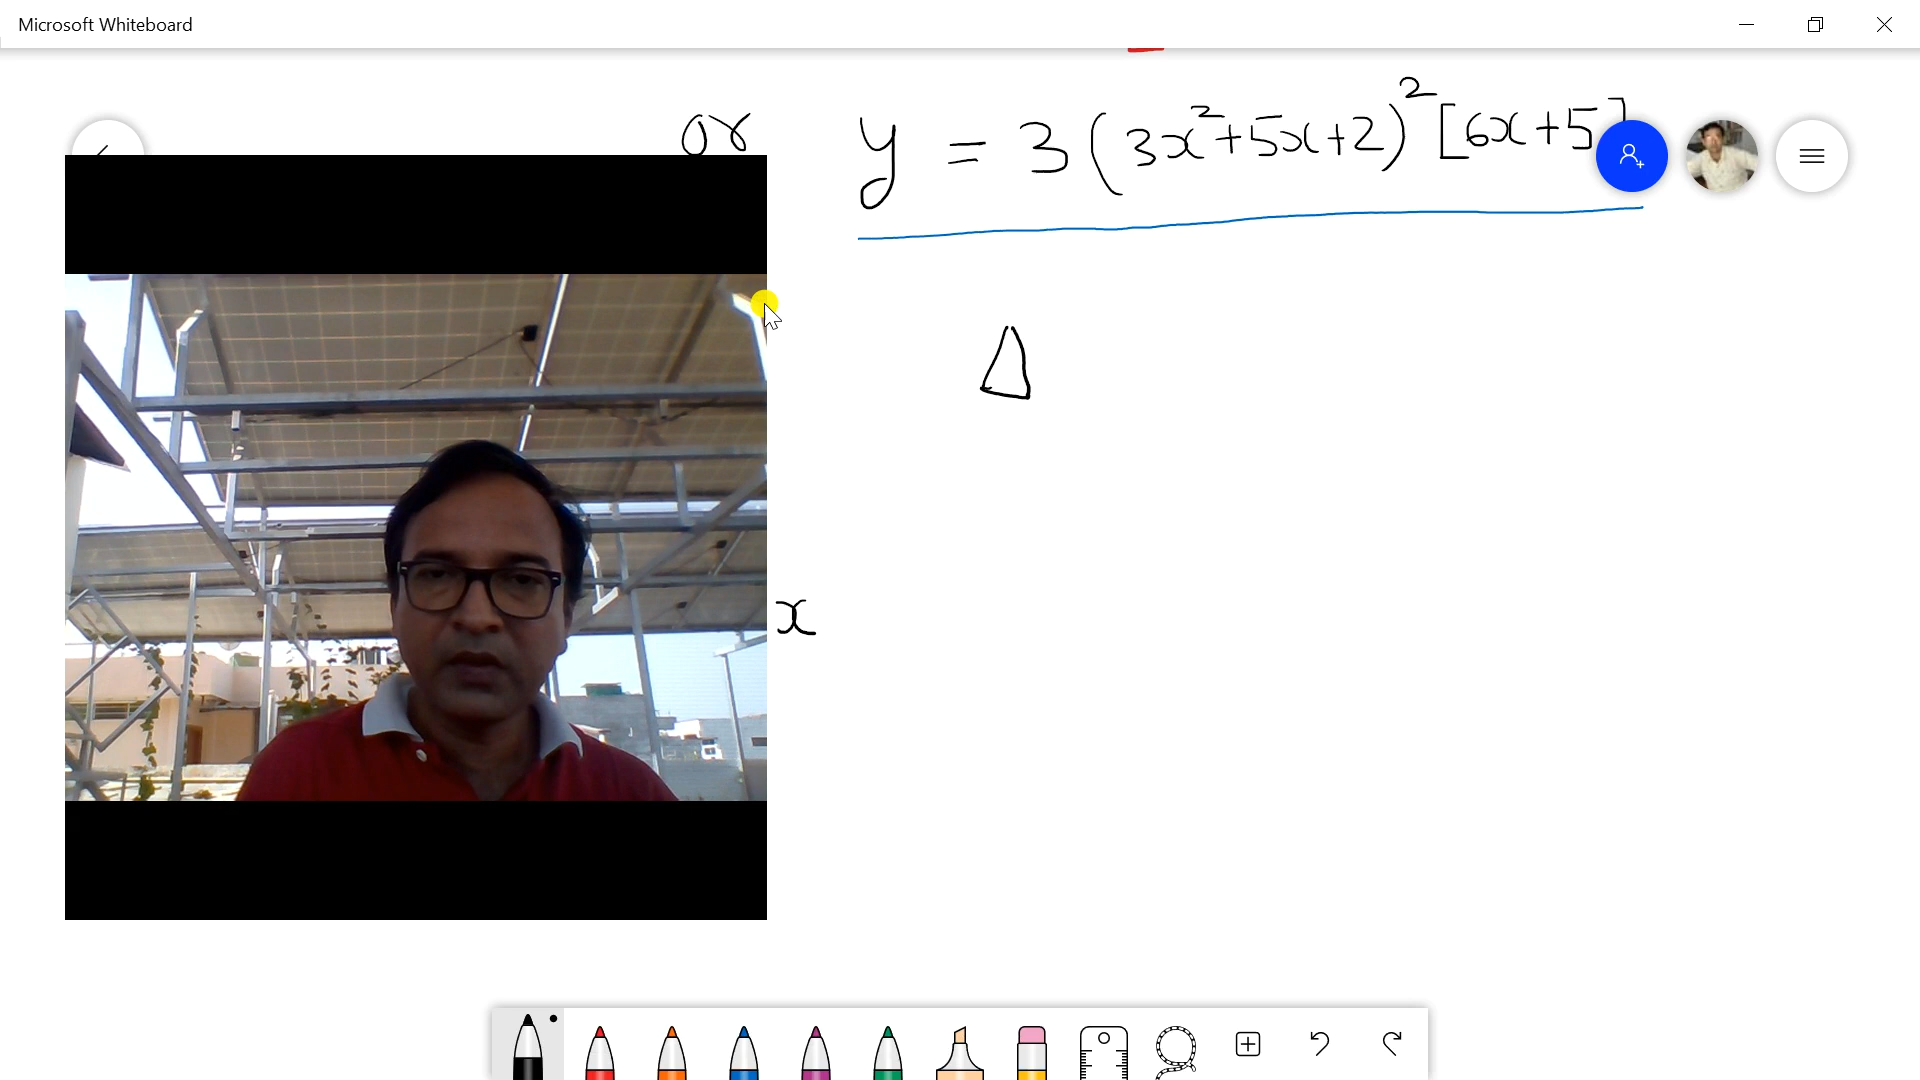 Microsoft Whiteboard
or y = 3(3x²+5x+2)² [6x+5]
Δ
x